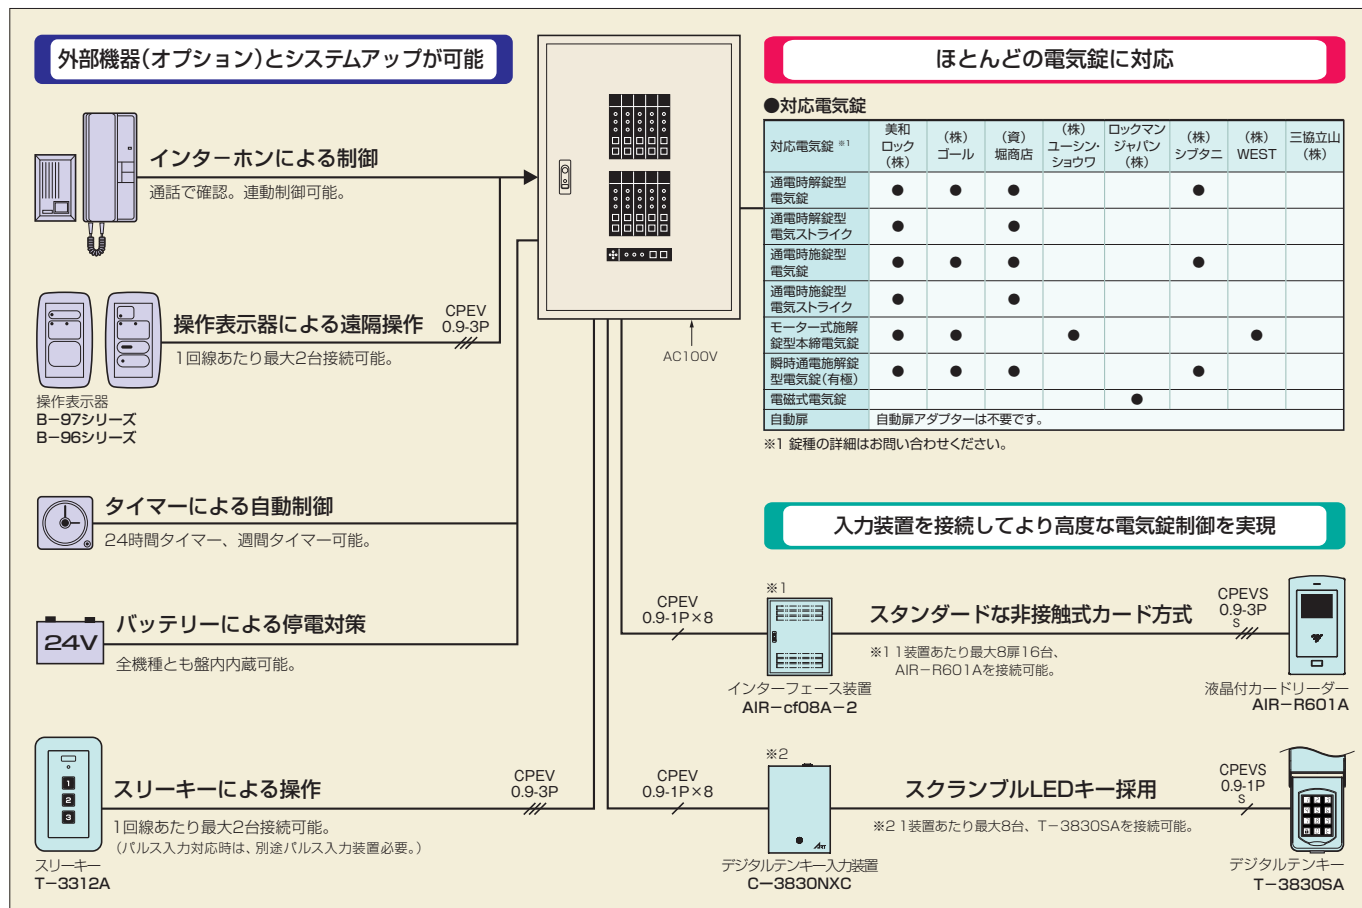 外部機器(オプション)とシステムアップが可能
インターホンによる制御
通話で確認。連動制御可能。
操作表示器による遠隔操作
CPEV
0.9-3P
1回線あたり最大2台接続可能。
操作表示器
B−97シリーズ
B−96シリーズ
タイマーによる自動制御
24時間タイマー、週間タイマー可能。
24V
バッテリーによる停電対策
全機種とも盤内内蔵可能。
1
2
3
スリーキーによる操作
CPEV
0.9-3P
1回線あたり最大2台接続可能。
(パルス入力対応時は、別途パルス入力装置必要。)
スリーキー
T−3312A
AC100V
ほとんどの電気錠に対応
●対応電気錠
対応電気錠 ※1 美和ロック(株) (株)ゴール (資)堀商店 (株)ユーシン・ショウワ ロックマンジャパン(株) (株)シブタニ (株)WEST 三協立山(株)
通電時解錠型電気錠 ● ● ● ●
通電時解錠型電気ストライク ● ●
通電時施錠型電気錠 ● ● ● ●
通電時施錠型電気ストライク ● ●
モーター式施解錠型本締電気錠 ● ● ● ●
瞬時通電施解錠型電気錠(有極) ● ● ● ●
電磁式電気錠 ●
自動扉 自動扉アダプターは不要です。
※1 錠種の詳細はお問い合わせください。
入力装置を接続してより高度な電気錠制御を実現
CPEV
0.9-1P×8
※1
インターフェース装置
AIR−cf08A−2
スタンダードな非接触式カード方式
※1 1装置あたり最大8扉16台、
AIR−R601Aを接続可能。
CPEVS
0.9-3P
S
液晶付カードリーダー
AIR−R601A
CPEV
0.9-1P×8
※2
ART
デジタルテンキー入力装置
C−3830NXC
スクランブルLEDキー採用
※2 1装置あたり最大8台、T−3830SAを接続可能。
CPEVS
0.9-1P
S
デジタルテンキー
T−3830SA